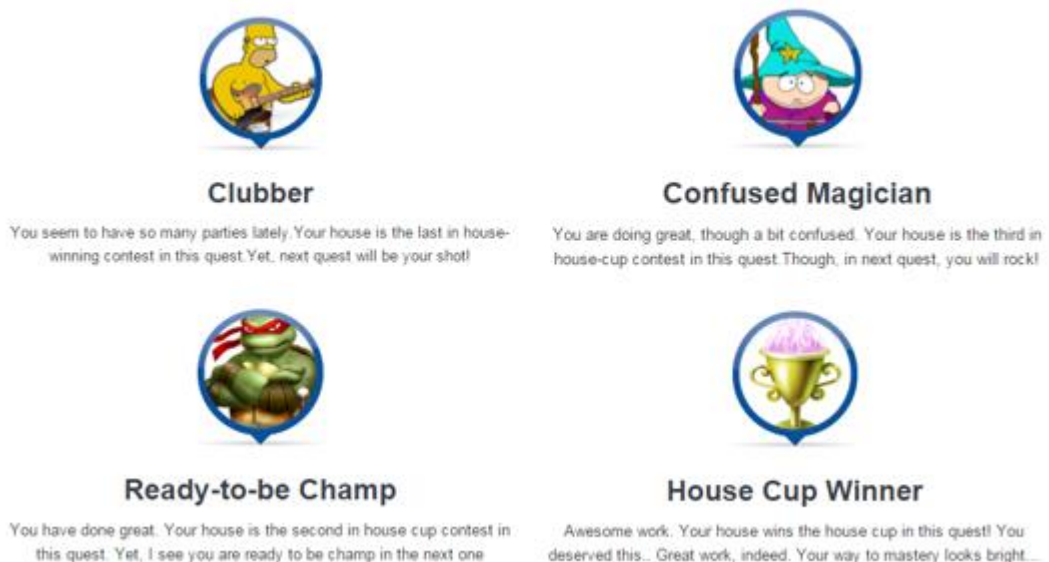 Clubber
You seem to have so many parties lately.Your house is the last in house-
winning contest in this quest.Yet, next quest will be your shot!
Confused Magician
You are doing great, though a bit confused. Your house is the third in
house-cup contest in this quest.Though, in next quest, you will rock!
Ready-to-be Champ
You have done great. Your house is the second in house cup contest in
this quest. Yet, I see you are ready to be champ in the next one
House Cup Winner
Awesome work. Your house wins the house cup in this quest! You
deserved this.. Great work, indeed. Your way to mastery looks bright....